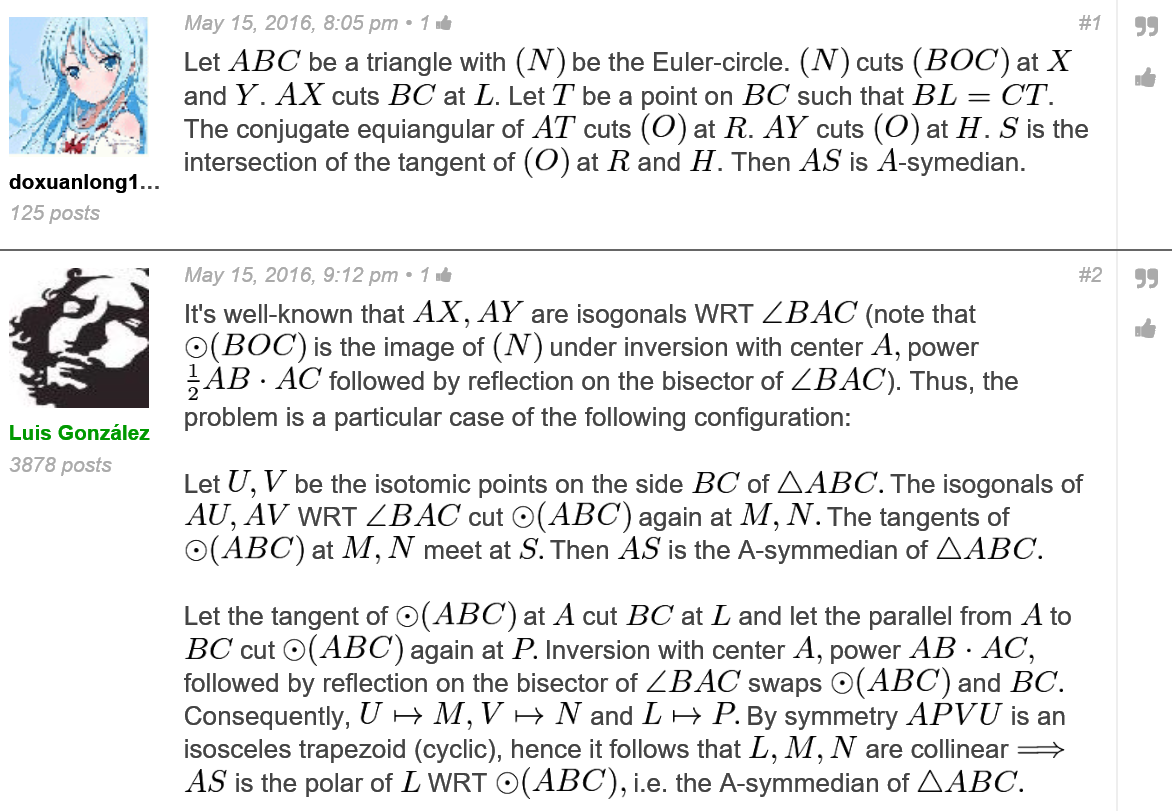 May 15, 2016, 8:05 pm • 1
#1
Let ABC be a triangle with (N) be the Euler-circle. (N) cuts (BOC) at X
and Y. AX cuts BC at L. Let T be a point on BC such that BL = CT.
The conjugate equiangular of AT cuts (O) at R. AY cuts (O) at H. S is the
intersection of the tangent of (O) at R and H. Then AS is A-symedian.
doxuanlong1...
125 posts
May 15, 2016, 9:12 pm • 1
#2
It's well-known that AX, AY are isogonals WRT ∠BAC (note that
⊙(BOC) is the image of (N) under inversion with center A, power
½AB · AC followed by reflection on the bisector of ∠BAC). Thus, the
problem is a particular case of the following configuration:
Luis González
3878 posts
Let U, V be the isotomic points on the side BC of △ABC. The isogonals of
AU, AV WRT ∠BAC cut ⊙(ABC) again at M, N. The tangents of
⊙(ABC) at M, N meet at S. Then AS is the A-symmedian of △ABC.
Let the tangent of ⊙(ABC) at A cut BC at L and let the parallel from A to
BC cut ⊙(ABC) again at P. Inversion with center A, power AB · AC,
followed by reflection on the bisector of ∠BAC swaps ⊙(ABC) and BC.
Consequently, U ↦ M, V ↦ N and L ↦ P. By symmetry APVU is an
isosceles trapezoid (cyclic), hence it follows that L, M, N are collinear ⟹
AS is the polar of L WRT ⊙(ABC), i.e. the A-symmedian of △ABC.